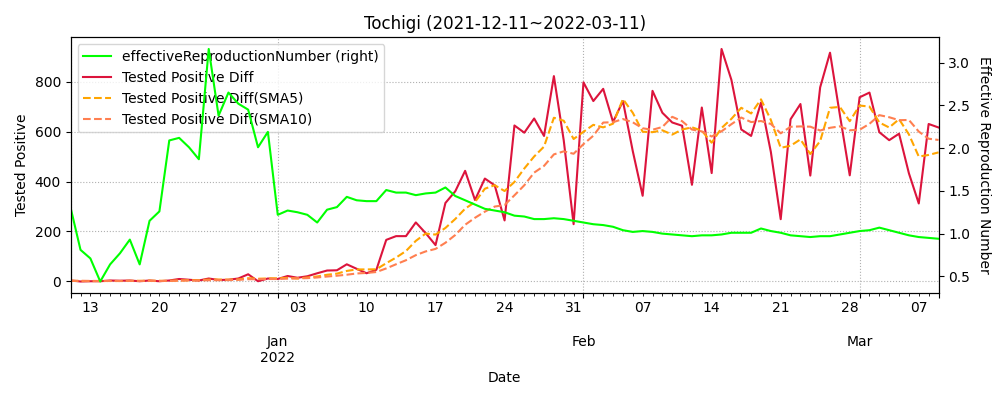 Tochigi (2021-12-11~2022-03-11)
effectiveReproductionNumber (right)
Tested Positive Diff
Tested Positive Diff(SMA5)
Tested Positive Diff(SMA10)
Tested Positive
800
600
400
200
0
3.0
2.5
2.0
1.5
1.0
0.5
Effective Reproduction Number
13 20 27 03 10 17 24 31 07 14 21 28 07
Jan Feb Mar
2022
Date